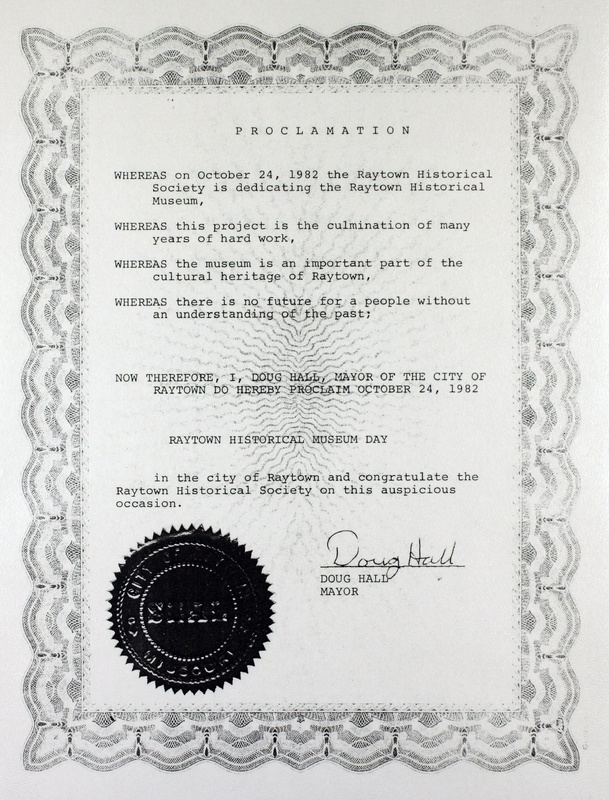 PROCLAMATION
WHEREAS on October 24, 1982 the Raytown Historical
Society is dedicating the Raytown Historical
Museum,
WHEREAS this project is the culmination of many
years of hard work,
WHEREAS the museum is an important part of the
cultural heritage of Raytown,
WHEREAS there is no future for a people without
an understanding of the past;
NOW THEREFORE, I, DOUG HALL, MAYOR OF THE CITY OF
RAYTOWN DO HEREBY PROCLAIM OCTOBER 24, 1982
RAYTOWN HISTORICAL MUSEUM DAY
in the city of Raytown and congratulate the
Raytown Historical Society on this auspicious
occasion.
Doug Hall
DOUG HALL
MAYOR
CITY
SEAL